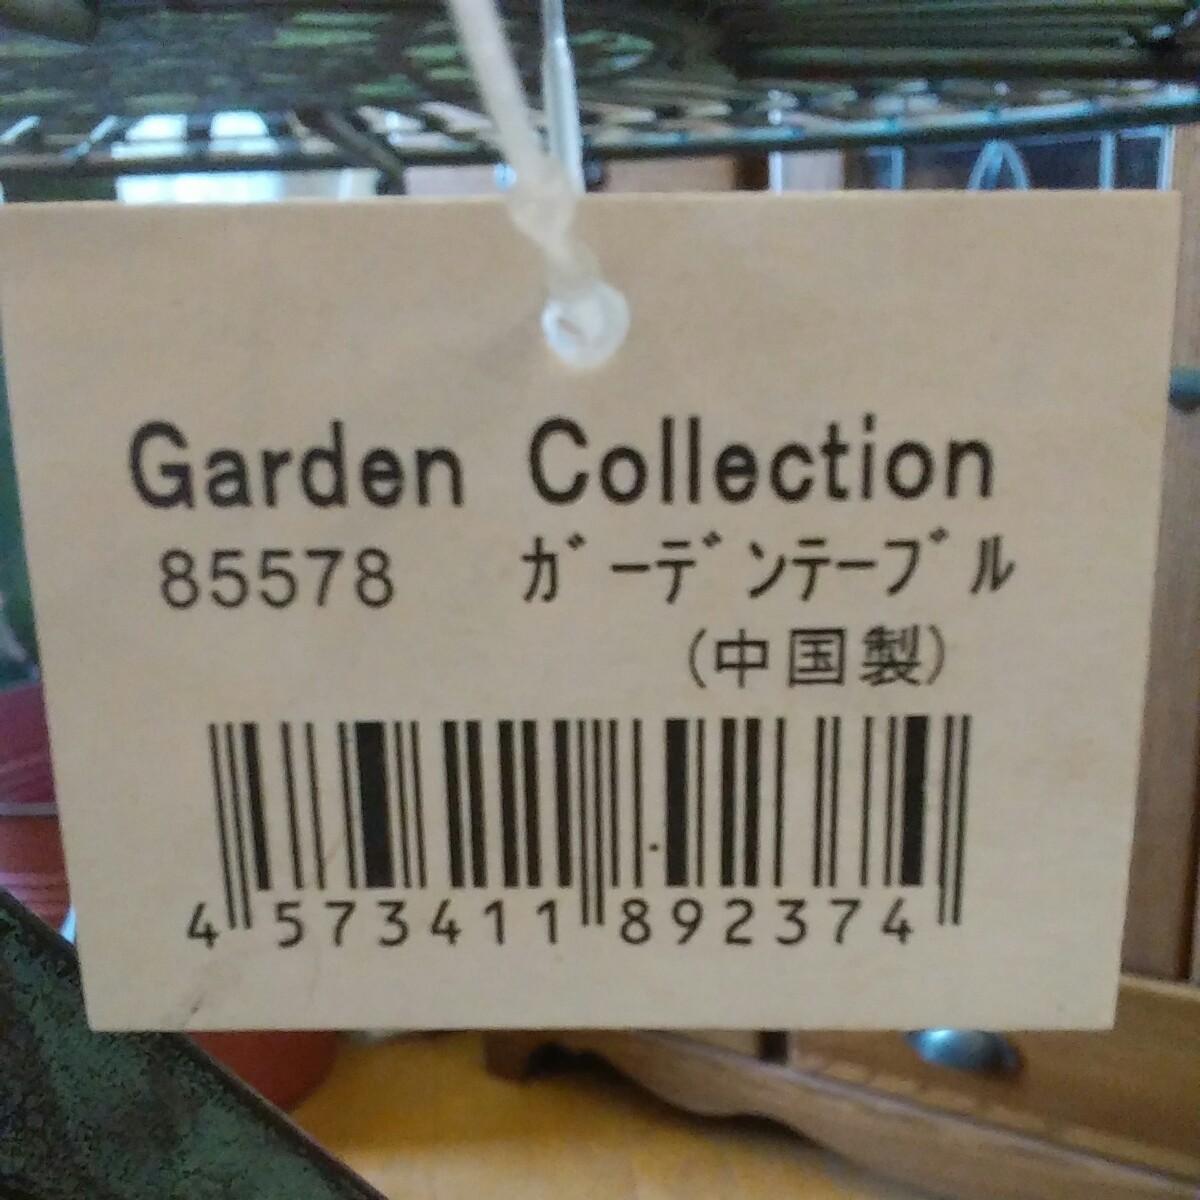 Garden Collection
85578 ガーデンテーブル
(中国製)
4 573411 892374